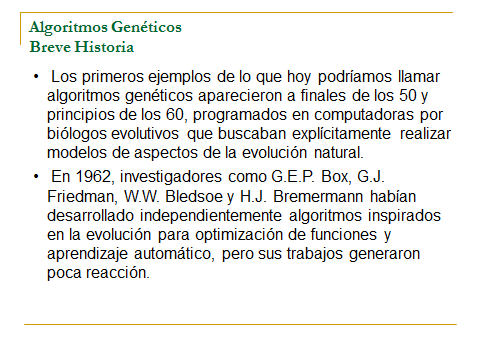 Algoritmos Genéticos
Breve Historia
• Los primeros ejemplos de lo que hoy podríamos llamar
algoritmos genéticos aparecieron a finales de los 50 y
principios de los 60, programados en computadoras por
biólogos evolutivos que buscaban explícitamente realizar
modelos de aspectos de la evolución natural.
• En 1962, investigadores como G.E.P. Box, G.J.
Friedman, W.W. Bledsoe y H.J. Bremermann habían
desarrollado independientemente algoritmos inspirados
en la evolución para optimización de funciones y
aprendizaje automático, pero sus trabajos generaron
poca reacción.